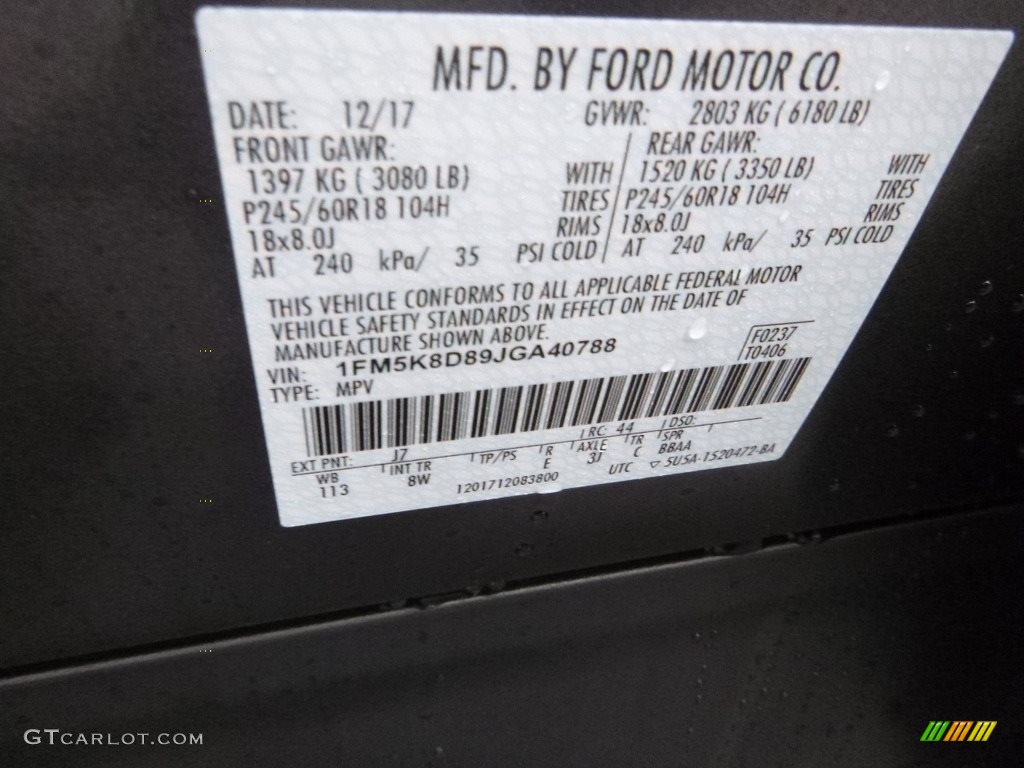 MFD. BY FORD MOTOR CO.
DATE: 12/17 GVWR: 2803 KG ( 6180 LB)
FRONT GAWR: REAR GAWR:
1397 KG ( 3080 LB) WITH 1520 KG ( 3350 LB) WITH
P245/60R18 104H TIRES P245/60R18 104H TIRES
18x8.0J RIMS 18x8.0J RIMS
AT 240 kPa/ 35 PSI COLD AT 240 kPa/ 35 PSI COLD
THIS VEHICLE CONFORMS TO ALL APPLICABLE FEDERAL MOTOR
VEHICLE SAFETY STANDARDS IN EFFECT ON THE DATE OF
MANUFACTURE SHOWN ABOVE.
VIN: 1FM5K8D89JGA40788 F0237
TYPE: MPV T0406
EXT PNT: J7 RC: 44 DSO:
WB INT TR TP/PS R AXLE TR SPR
113 8W E 3J C BBAA
1201712083800 UTC ▽ 5U5A-1520472-BA
GTCARLOT.COM